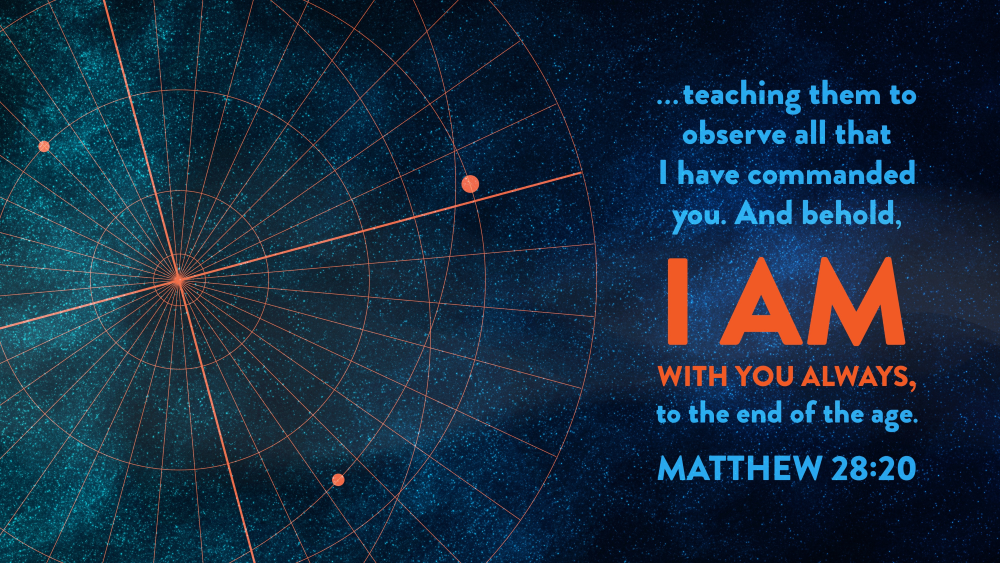 ...teaching them to
observe all that
I have commanded
you. And behold,
I AM
WITH YOU ALWAYS,
to the end of the age.
MATTHEW 28:20